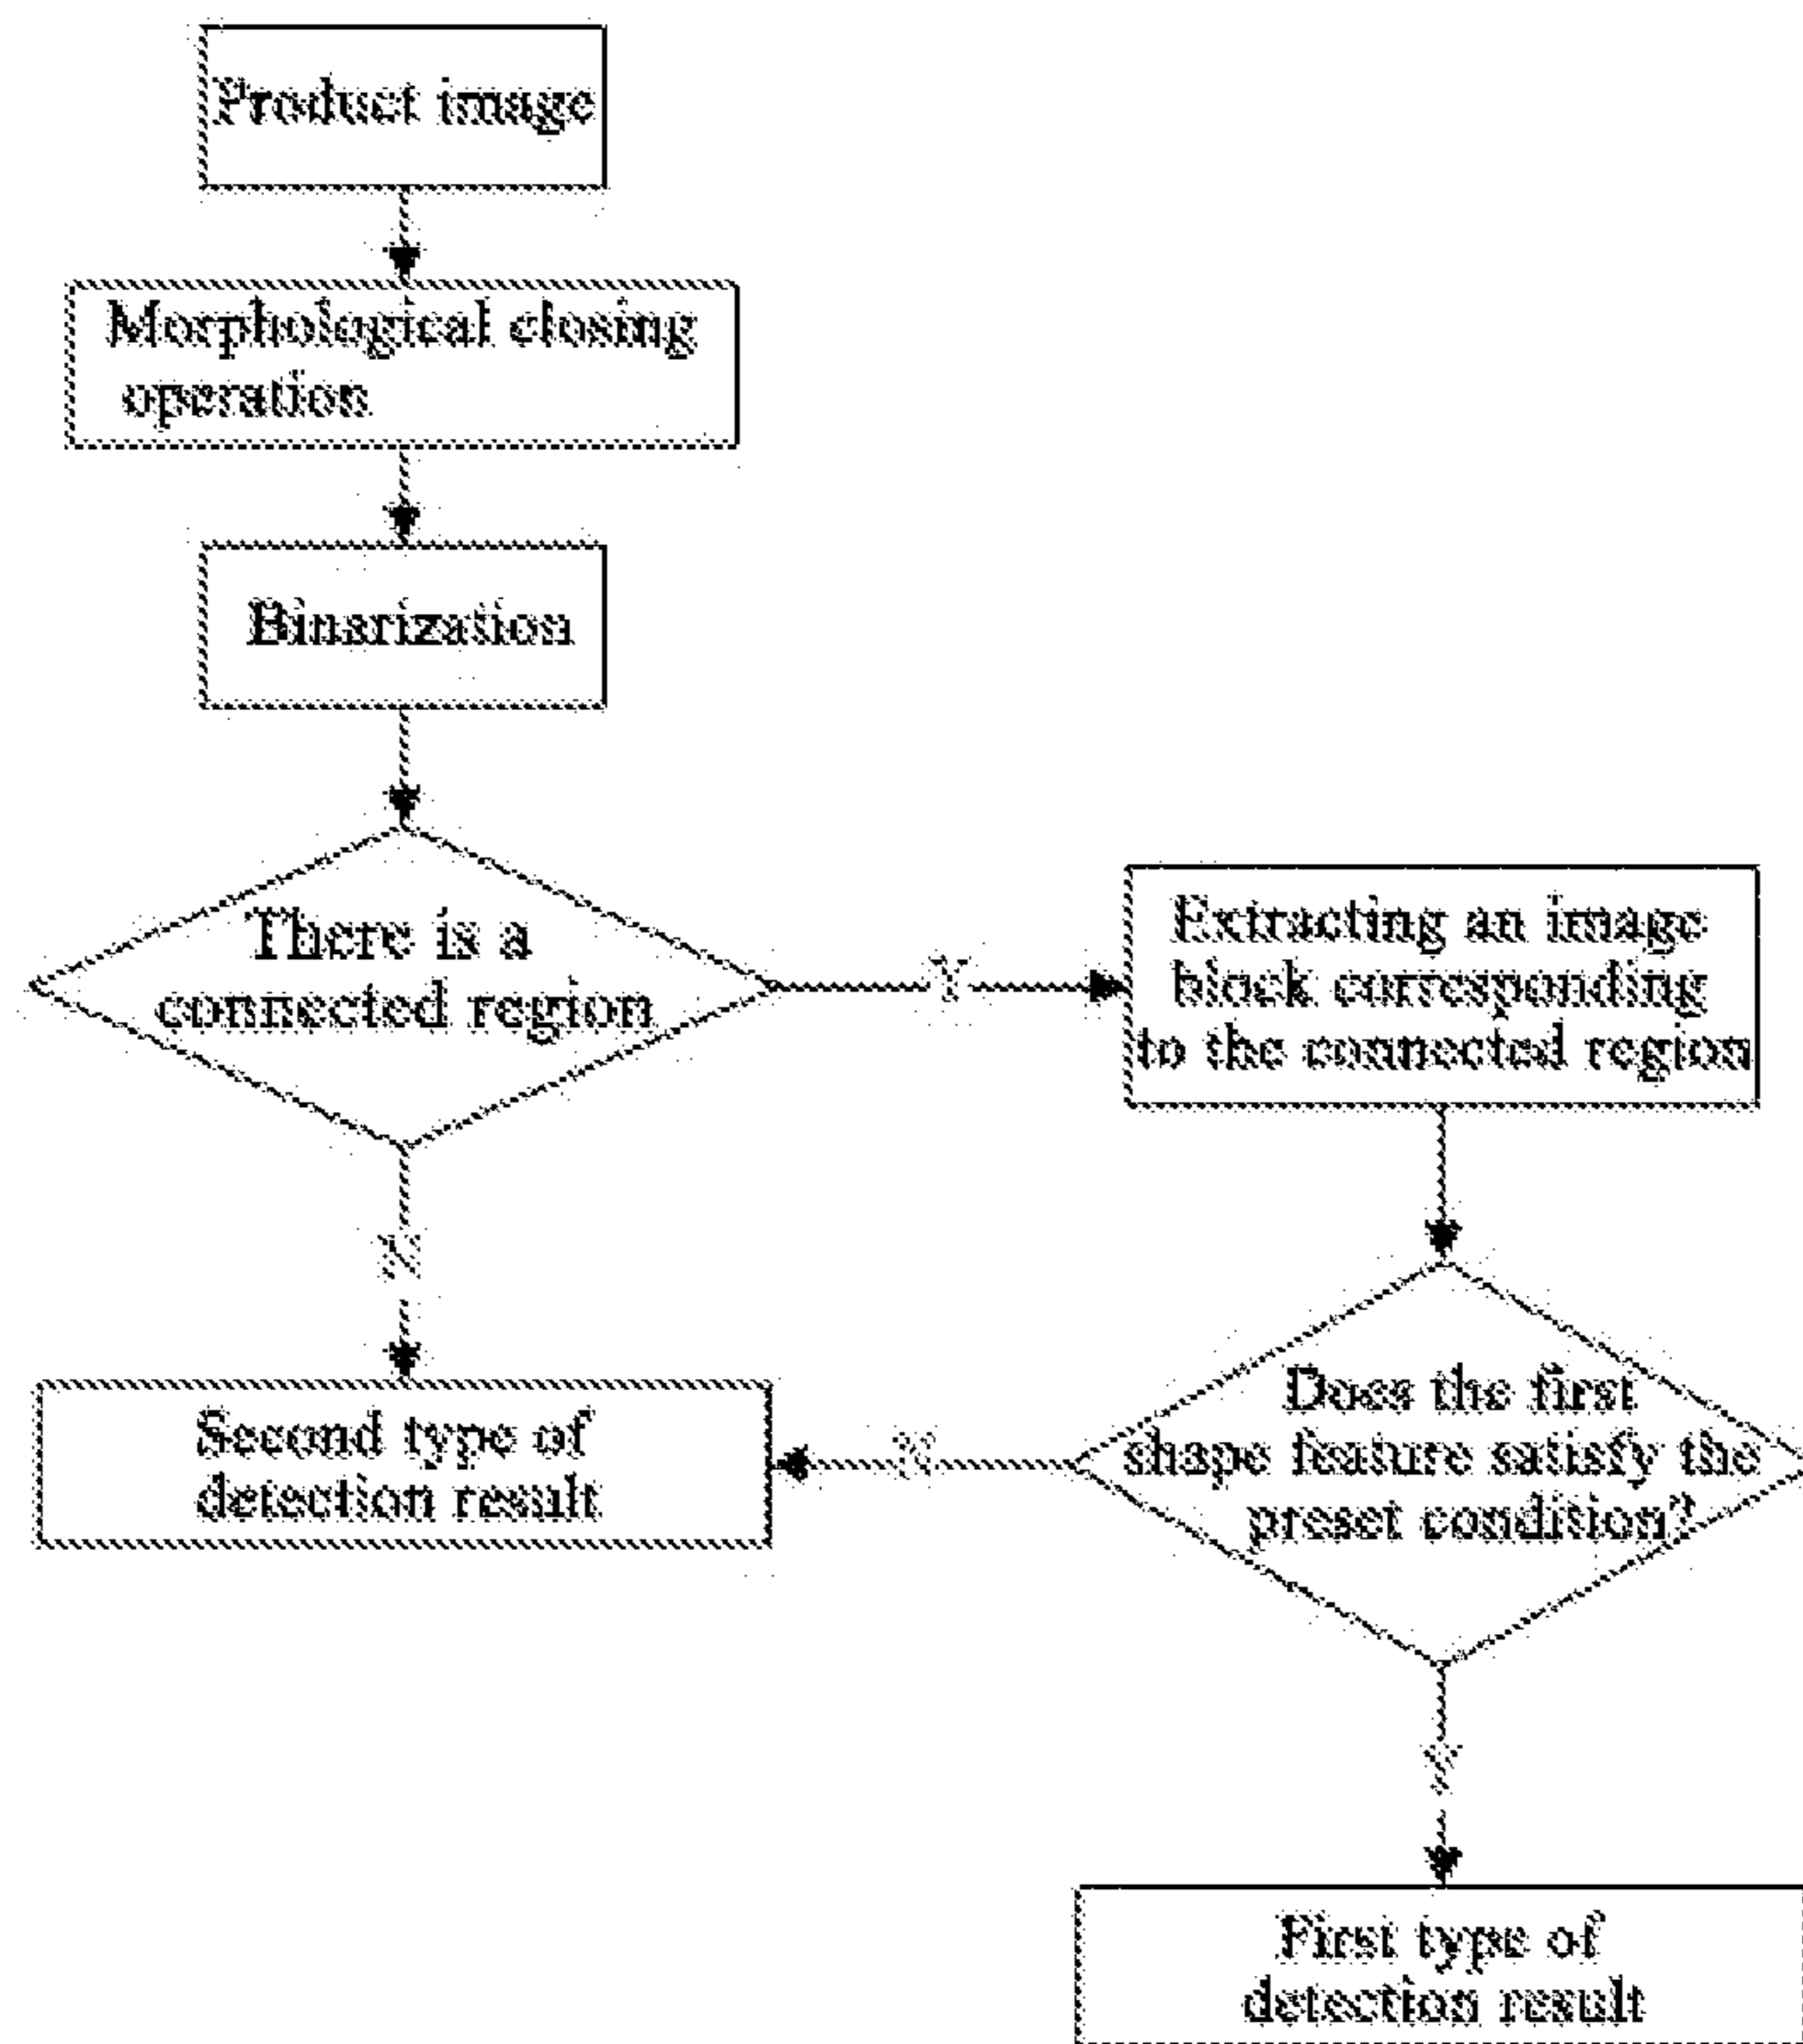 Product image
Morphological closing
operation
Binarization
There is a
connected region
Y
Extracting an image
block corresponding
to the connected region
N
Second type of
detection result
N
Does the first
shape feature satisfy the
preset condition?
Y
First type of
detection result